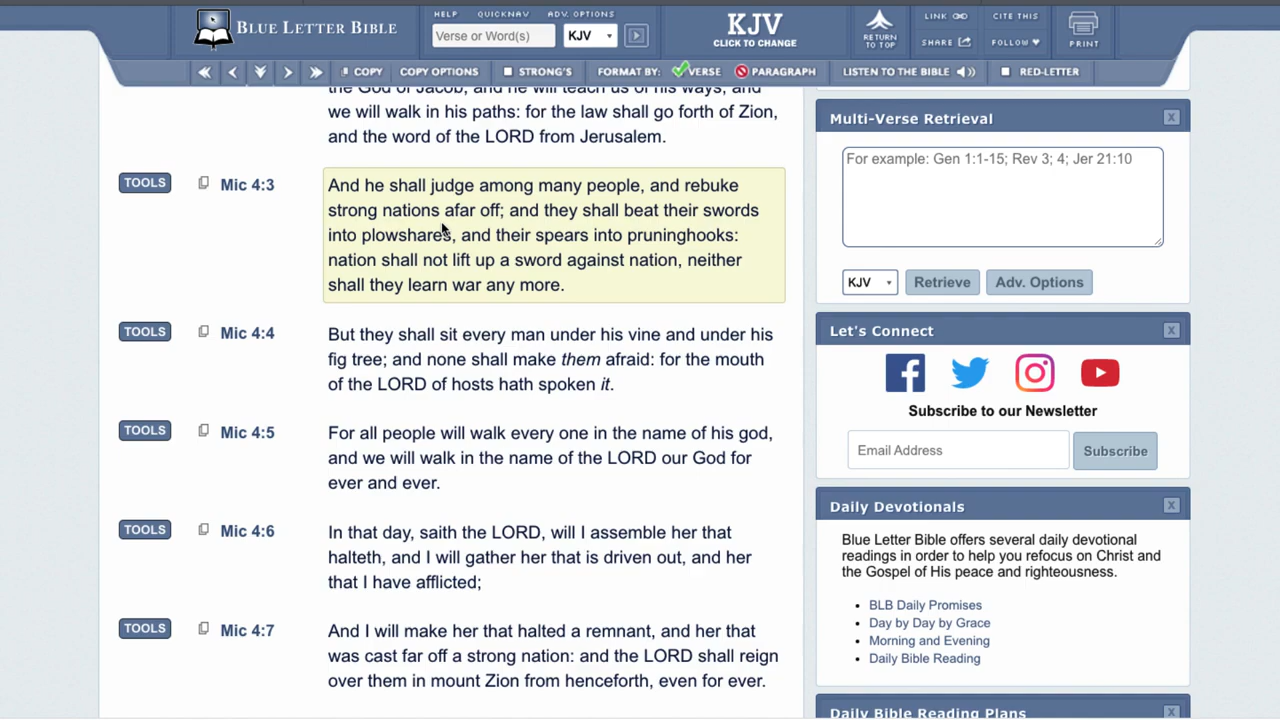 BLUE LETTER BIBLE
HELP QUICKNAV ADV. OPTIONS
Verse or Word(s) KJV
KJV
CLICK TO CHANGE
RETURN
TO TOP
LINK CITE THIS
SHARE FOLLOW
PRINT
COPY COPY OPTIONS STRONG'S FORMAT BY: VERSE PARAGRAPH LISTEN TO THE BIBLE RED-LETTER
the God of Jacob; and he will teach us of his ways, and
we will walk in his paths: for the law shall go forth of Zion,
and the word of the LORD from Jerusalem.
TOOLS Mic 4:3
And he shall judge among many people, and rebuke
strong nations afar off; and they shall beat their swords
into plowshares, and their spears into pruninghooks:
nation shall not lift up a sword against nation, neither
shall they learn war any more.
TOOLS Mic 4:4
But they shall sit every man under his vine and under his
fig tree; and none shall make them afraid: for the mouth
of the LORD of hosts hath spoken it.
TOOLS Mic 4:5
For all people will walk every one in the name of his god,
and we will walk in the name of the LORD our God for
ever and ever.
TOOLS Mic 4:6
In that day, saith the LORD, will I assemble her that
halteth, and I will gather her that is driven out, and her
that I have afflicted;
TOOLS Mic 4:7
And I will make her that halted a remnant, and her that
was cast far off a strong nation: and the LORD shall reign
over them in mount Zion from henceforth, even for ever.
Multi-Verse Retrieval X
For example: Gen 1:1-15; Rev 3; 4; Jer 21:10
KJV Retrieve Adv. Options
Let's Connect X
Subscribe to our Newsletter
Email Address Subscribe
Daily Devotionals X
Blue Letter Bible offers several daily devotional
readings in order to help you refocus on Christ and
the Gospel of His peace and righteousness.
BLB Daily Promises
Day by Day by Grace
Morning and Evening
Daily Bible Reading
Daily Bible Reading Plans X